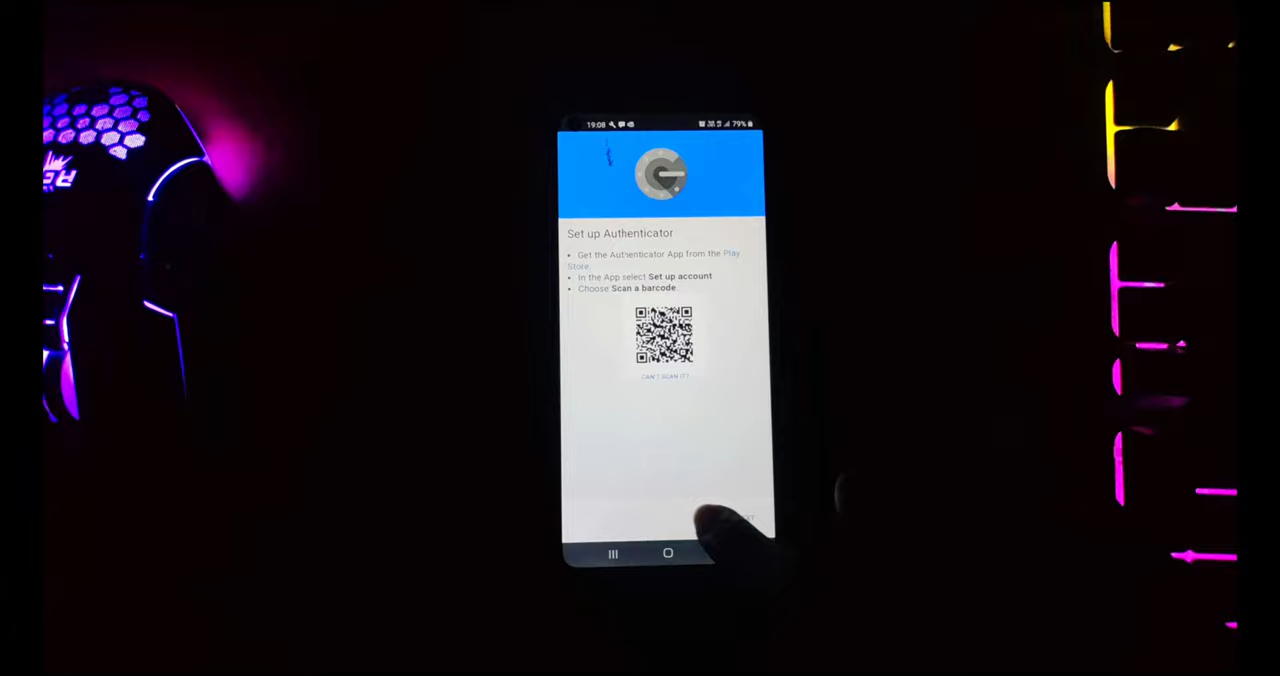 19:08 79%
Set up Authenticator
• Get the Authenticator App from the Play
Store.
• In the App select Set up account
• Choose Scan a barcode
CAN'T SCAN IT?